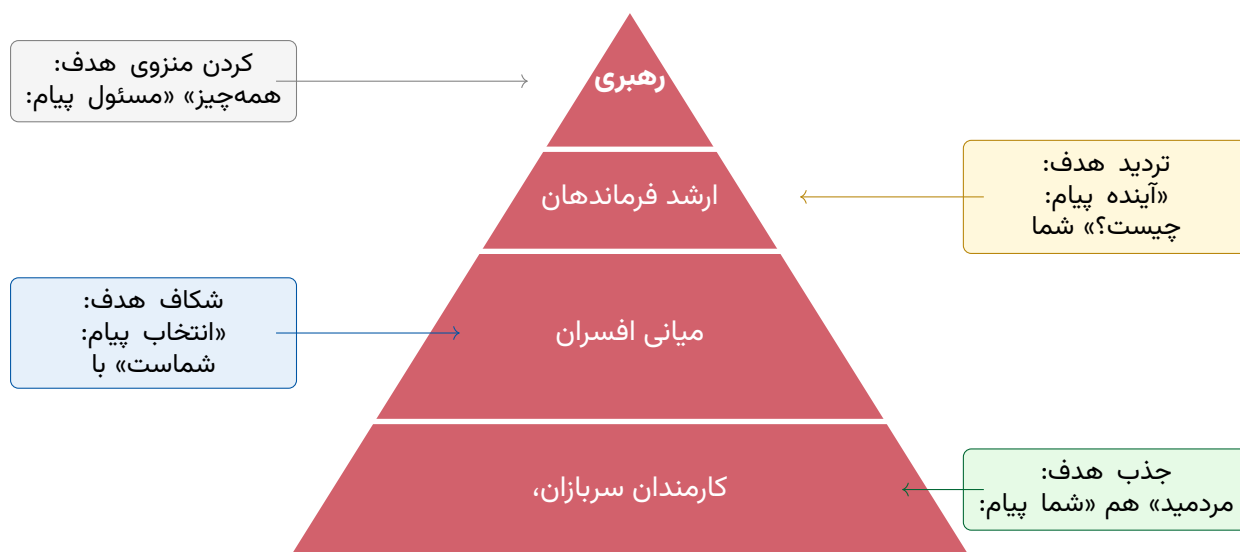 رهبری
کردن منزوی هدف:
همه‌چیز» «مسئول پیام:
ارشد فرماندهان
تردید هدف:
«آینده پیام:
چیست؟» شما
میانی افسران
شکاف هدف:
«انتخاب پیام:
شماست» با
کارمندان سربازان،
جذب هدف:
مردمید» هم «شما پیام: